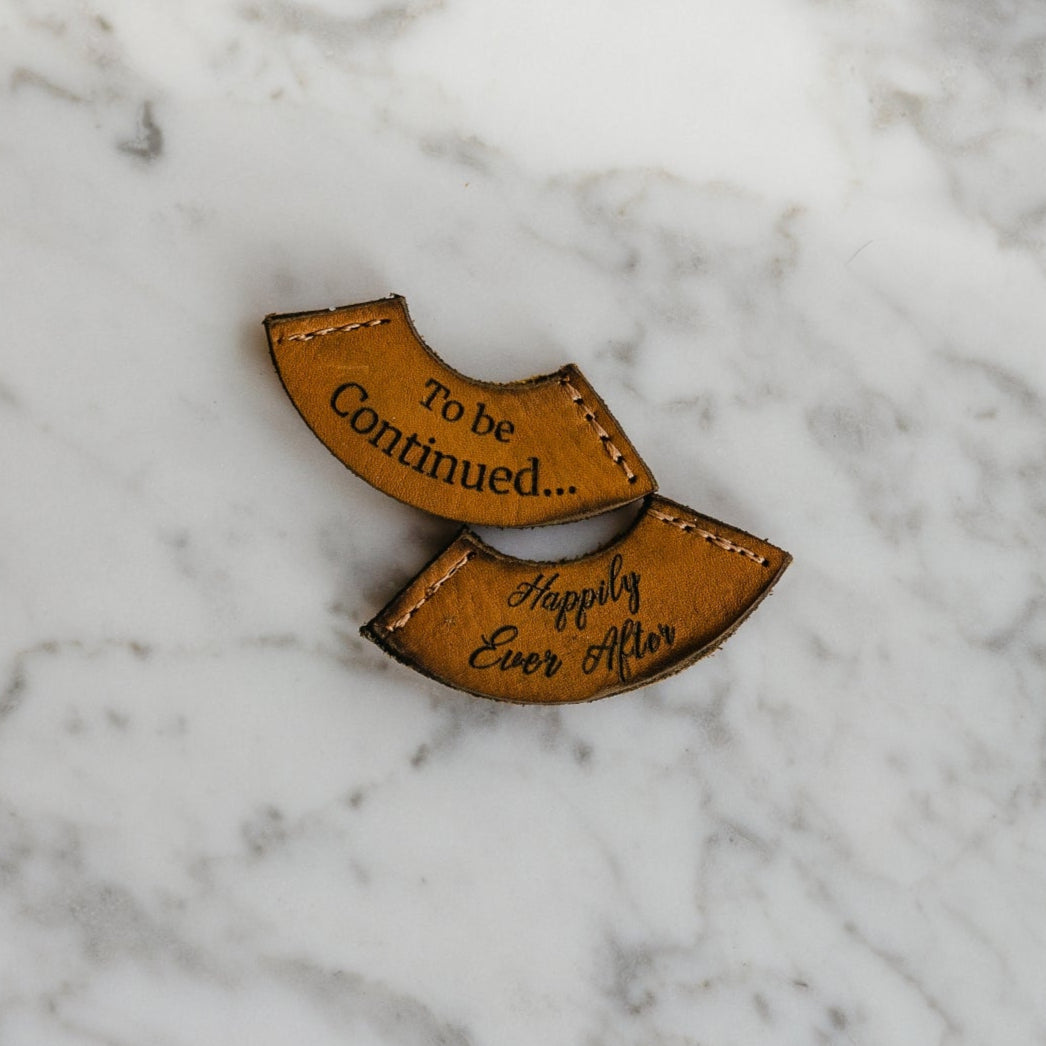 To be
Continued...
Happily
Ever After